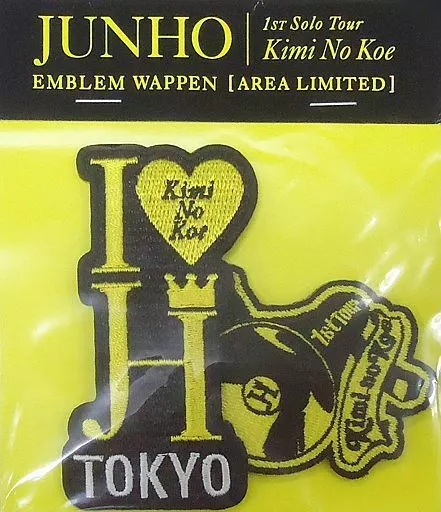 JUNHO
1ST Solo Tour
Kimi No Koe
EMBLEM WAPPEN [AREA LIMITED]
I
Kimi
No
Koe
JH
TOKYO
H
1st Tour
Kimi no Koe